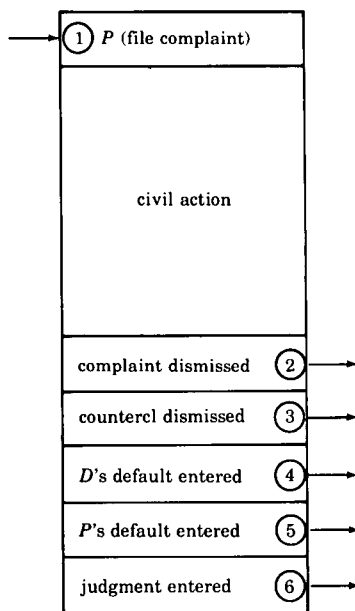 1 P (file complaint)
civil action
complaint dismissed 2
countercl dismissed 3
D's default entered 4
P's default entered 5
judgment entered 6